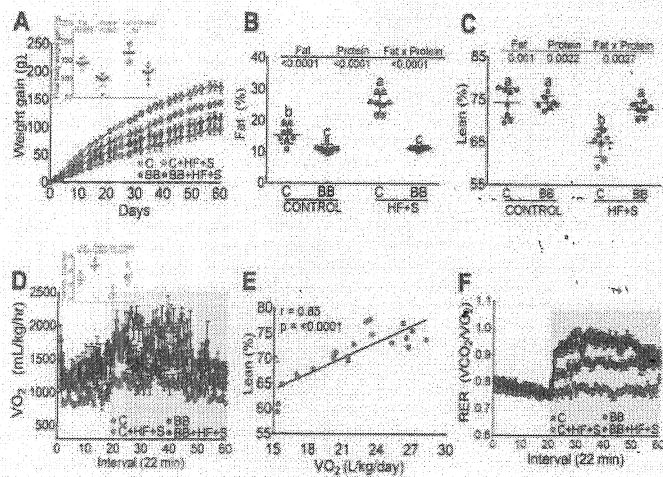 A
Weight gain (g)
250
200
150
100
50
0
0 10 20 30 40 50 60
Days
C C+HF+S
BB BB+HF+S
B
Fat Protein Fat x Protein
<0.0001 <0.0001 <0.0001
Fat (%)
40
30
20
10
0
b c a c
C BB C BB
CONTROL HF+S
C
Fat Protein Fat x Protein
0.001 0.0022 0.0027
Lean (%)
85
75
65
55
a a b a
C BB C BB
CONTROL HF+S
D
VO2 (mL/kg/hr)
2500
2000
1500
1000
500
0 10 20 30 40 50 60
C BB
C+HF+S BB+HF+S
Interval (22 min)
E
r = 0.83
p = <0.0001
Lean (%)
80
75
70
65
60
55
15 18 21 24 27 30
VO2 (L/kg/day)
F
RER (VCO2/VO2)
1.1
1.0
0.9
0.8
0.7
0.6
0 10 20 30 40 50 60
C BB
C+HF+S BB+HF+S
Interval (22 min)